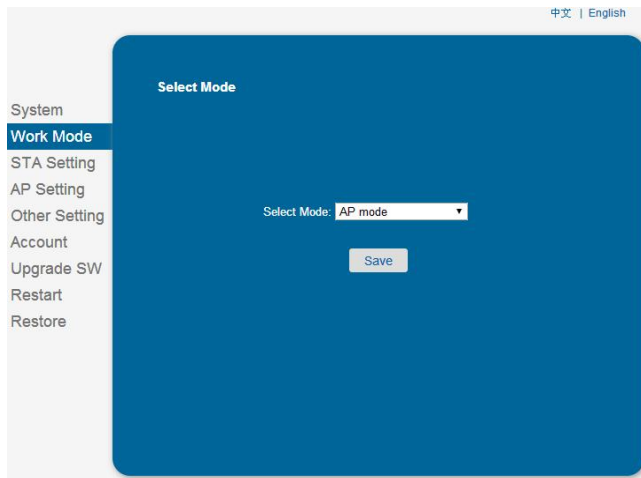 中文 | English
Select Mode
System
Work Mode
STA Setting
AP Setting
Other Setting
Account
Upgrade SW
Restart
Restore
Select Mode: AP mode
Save